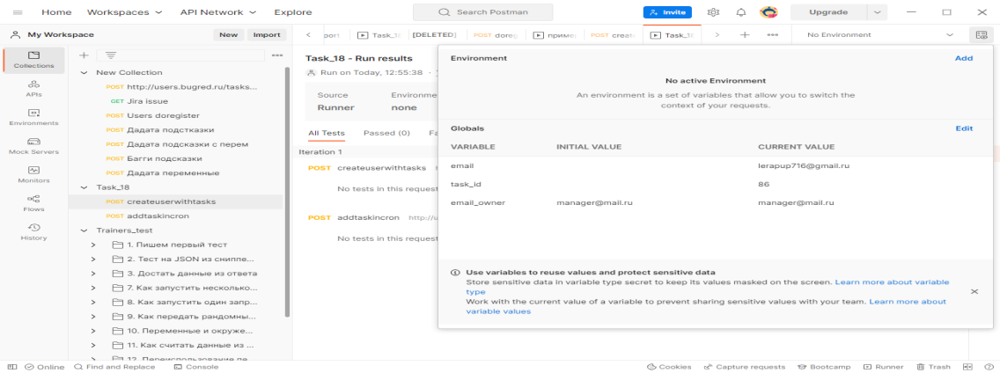 Home Workspaces API Network Explore Search Postman Invite Upgrade
My Workspace New Import
Task_1 [DELETED] POST doreg приме POST creat Task_1 No Environment
Collections
APIs
Environments
Mock Servers
Monitors
Flows
History
New Collection
POST http://users.bugred.ru/tasks...
GET Jira issue
POST Users doregister
POST Дадата подстказки
POST Дадата подсказки с перем
POST Багги подсказки
POST Дадата переменные
Task_18
POST createuserwithtasks
POST addtaskincron
Trainers_test
1. Пишем первый тест
2. Тест на JSON из сниппе...
3. Достать данные из ответа
7. Как запустить несколько...
8. Как запустить один запр...
9. Как передать рандомны...
10. Переменные и окруже...
11. Как считать данные из ...
12. Переиспользование пе
Task_18 - Run results
Run on Today, 12:55:38 ·
Source Environme
Runner none
All Tests Passed (0) Fa
Iteration 1
POST createuserwithtasks
No tests in this request
POST addtaskincron http://u
No tests in this request
Environment Add
No active Environment
An environment is a set of variables that allow you to switch the
context of your requests.
Globals Edit
VARIABLE INITIAL VALUE CURRENT VALUE
email lerapup716@gmail.ru
task_id 86
email_owner manager@mail.ru manager@mail.ru
Use variables to reuse values and protect sensitive data
Store sensitive data in variable type secret to keep its values masked on the screen. Learn more about variable
type
Work with the current value of a variable to prevent sharing sensitive values with your team. Learn more about
variable values
Online Find and Replace Console Cookies Capture requests Bootcamp Runner Trash